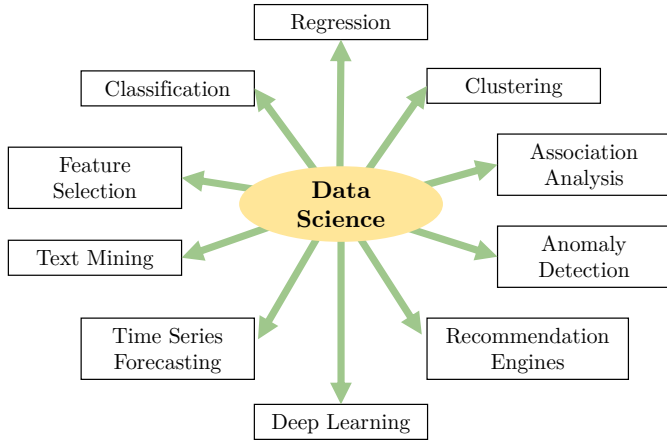 Regression
Classification
Clustering
Feature
Selection
Association
Analysis
Data
Science
Text Mining
Anomaly
Detection
Time Series
Forecasting
Recommendation
Engines
Deep Learning